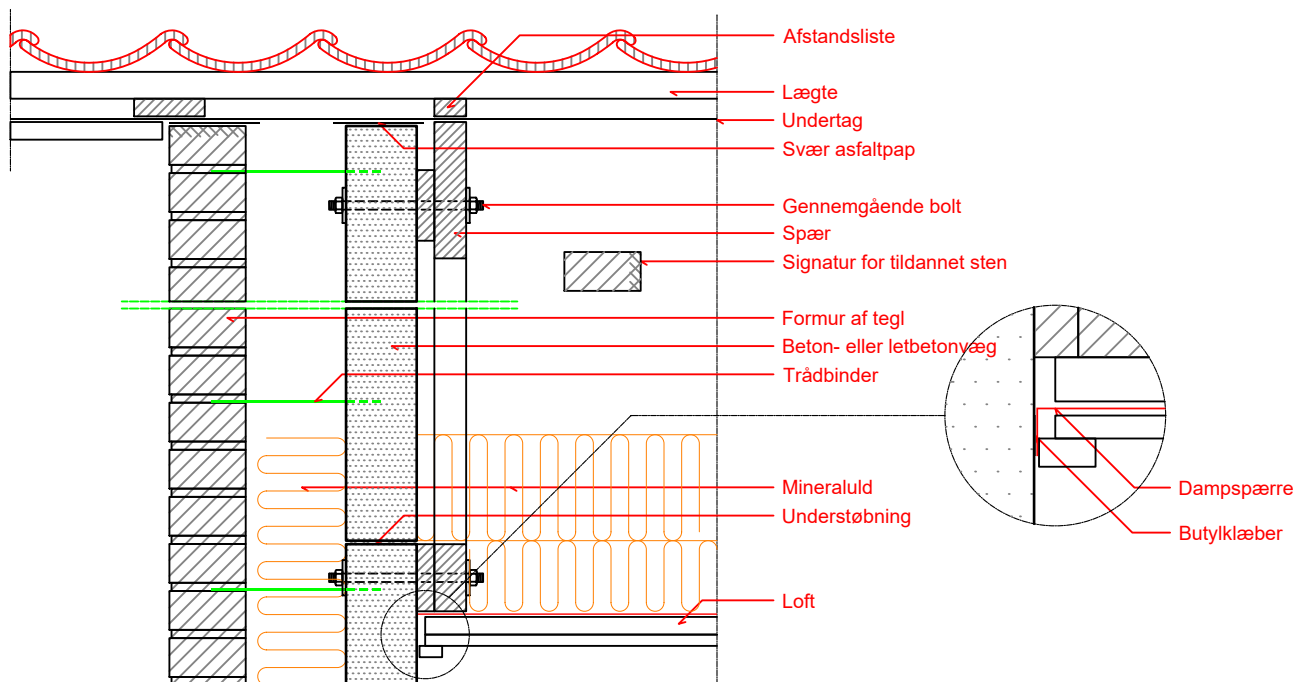 Afstandsliste
Lægte
Undertag
Svær asfaltpap
Gennemgående bolt
Spær
Signatur for tildannet sten
Formur af tegl
Beton- eller letbetonvæg
Trådbinder
Mineraluld
Understøbning
Loft
Dampspærre
Butylklæber